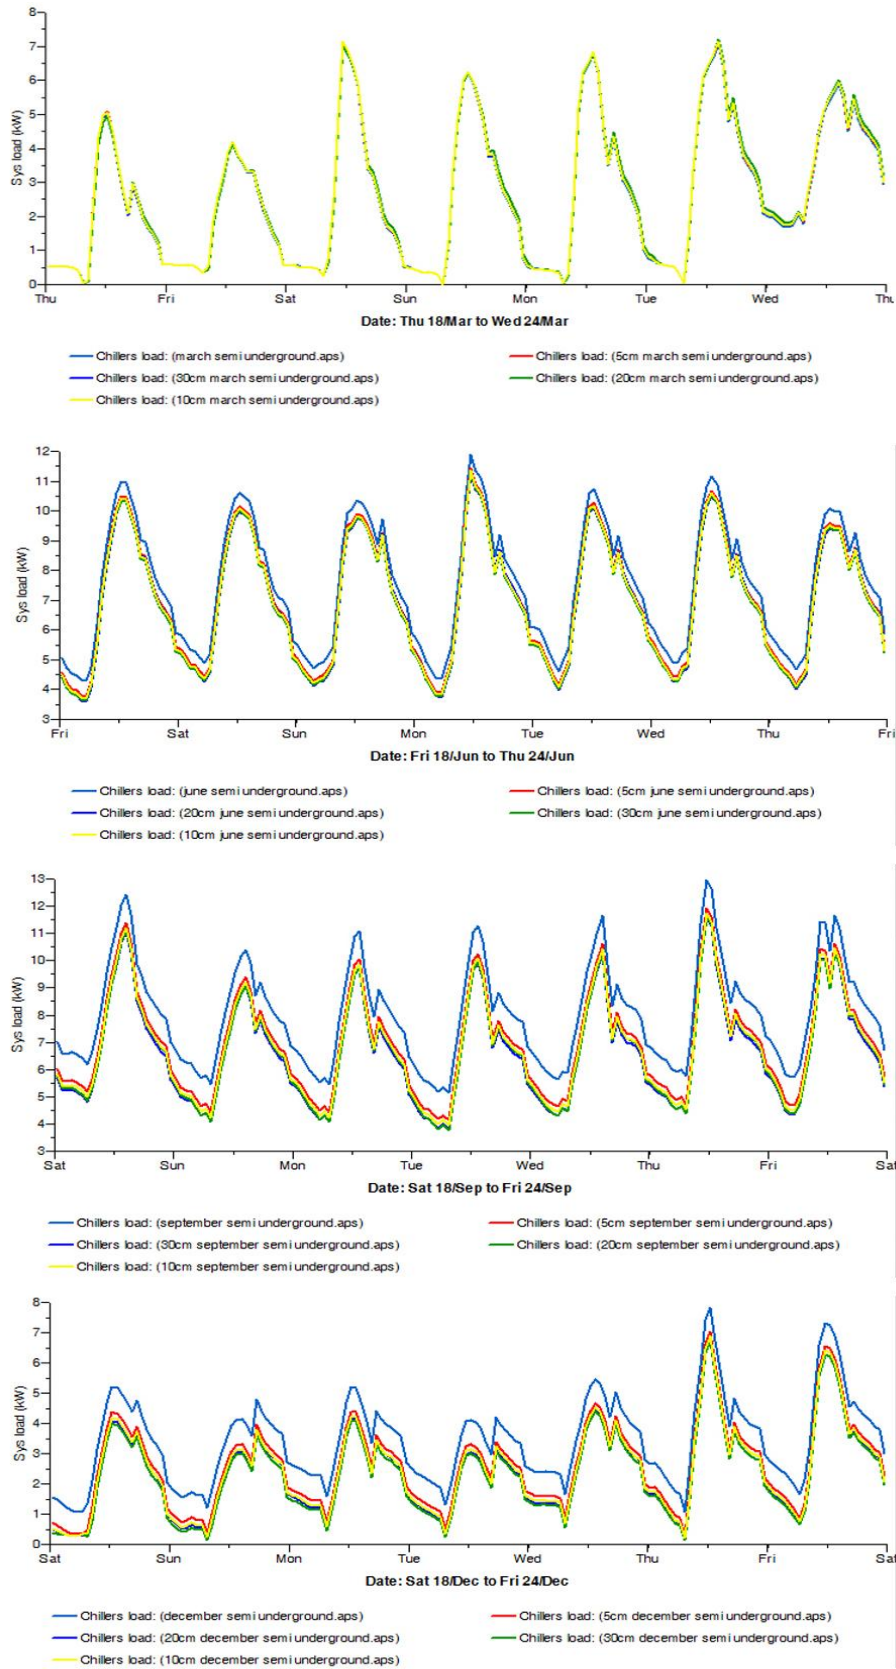 8
7
6
5
4
3
2
1
0
Sys load (kW)
Thu Fri Sat Sun Mon Tue Wed Thu
Date: Thu 18/Mar to Wed 24/Mar
Chillers load: (march semi underground.aps) Chillers load: (5cm march semi underground.aps)
Chillers load: (30cm march semi underground.aps) Chillers load: (20cm march semi underground.aps)
Chillers load: (10cm march semi underground.aps)
12
11
10
9
8
7
6
5
4
3
Sys load (kW)
Fri Sat Sun Mon Tue Wed Thu Fri
Date: Fri 18/Jun to Thu 24/Jun
Chillers load: (june semi underground.aps) Chillers load: (5cm june semi underground.aps)
Chillers load: (20cm june semi underground.aps) Chillers load: (30cm june semi underground.aps)
Chillers load: (10cm june semi underground.aps)
13
12
11
10
9
8
7
6
5
4
3
Sys load (kW)
Sat Sun Mon Tue Wed Thu Fri Sat
Date: Sat 18/Sep to Fri 24/Sep
Chillers load: (september semi underground.aps) Chillers load: (5cm september semi underground.aps)
Chillers load: (30cm september semi underground.aps) Chillers load: (20cm september semi underground.aps)
Chillers load: (10cm september semi underground.aps)
8
7
6
5
4
3
2
1
0
Sys load (kW)
Sat Sun Mon Tue Wed Thu Fri Sat
Date: Sat 18/Dec to Fri 24/Dec
Chillers load: (december semi underground.aps) Chillers load: (5cm december semi underground.aps)
Chillers load: (20cm december semi underground.aps) Chillers load: (30cm december semi underground.aps)
Chillers load: (10cm december semi underground.aps)